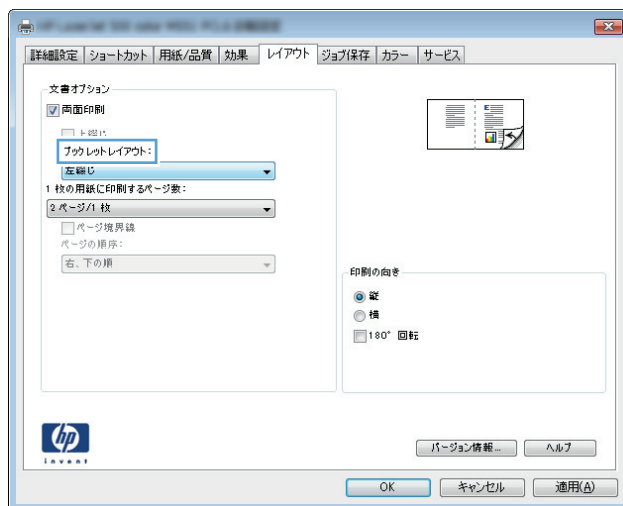 詳細設定 ショートカット 用紙/品質 効果 レイアウト ジョブ保存 カラー サービス
文書オプション
両面印刷
上綴じ
ブックレットレイアウト:
左綴じ
1 枚の用紙に印刷するページ数:
2 ページ/1 枚
ページ境界線
ページの順序:
右、下の順
印刷の向き
縦
横
180° 回転
hp
invent
バージョン情報... ヘルプ
OK キャンセル 適用(A)